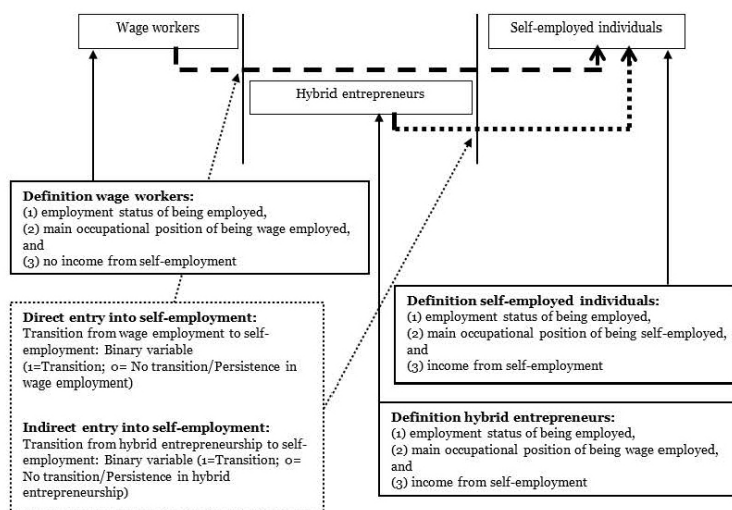 Wage workers
Self-employed individuals
Hybrid entrepreneurs
Definition wage workers:
(1) employment status of being employed,
(2) main occupational position of being wage employed,
and
(3) no income from self-employment
Direct entry into self-employment:
Transition from wage employment to self-
employment: Binary variable
(1=Transition; 0= No transition/Persistence in
wage employment)
Indirect entry into self-employment:
Transition from hybrid entrepreneurship to self-
employment: Binary variable (1=Transition; 0=
No transition/Persistence in hybrid
entrepreneurship)
Definition self-employed individuals:
(1) employment status of being employed,
(2) main occupational position of being self-employed,
and
(3) income from self-employment
Definition hybrid entrepreneurs:
(1) employment status of being employed,
(2) main occupational position of being wage employed,
and
(3) income from self-employment